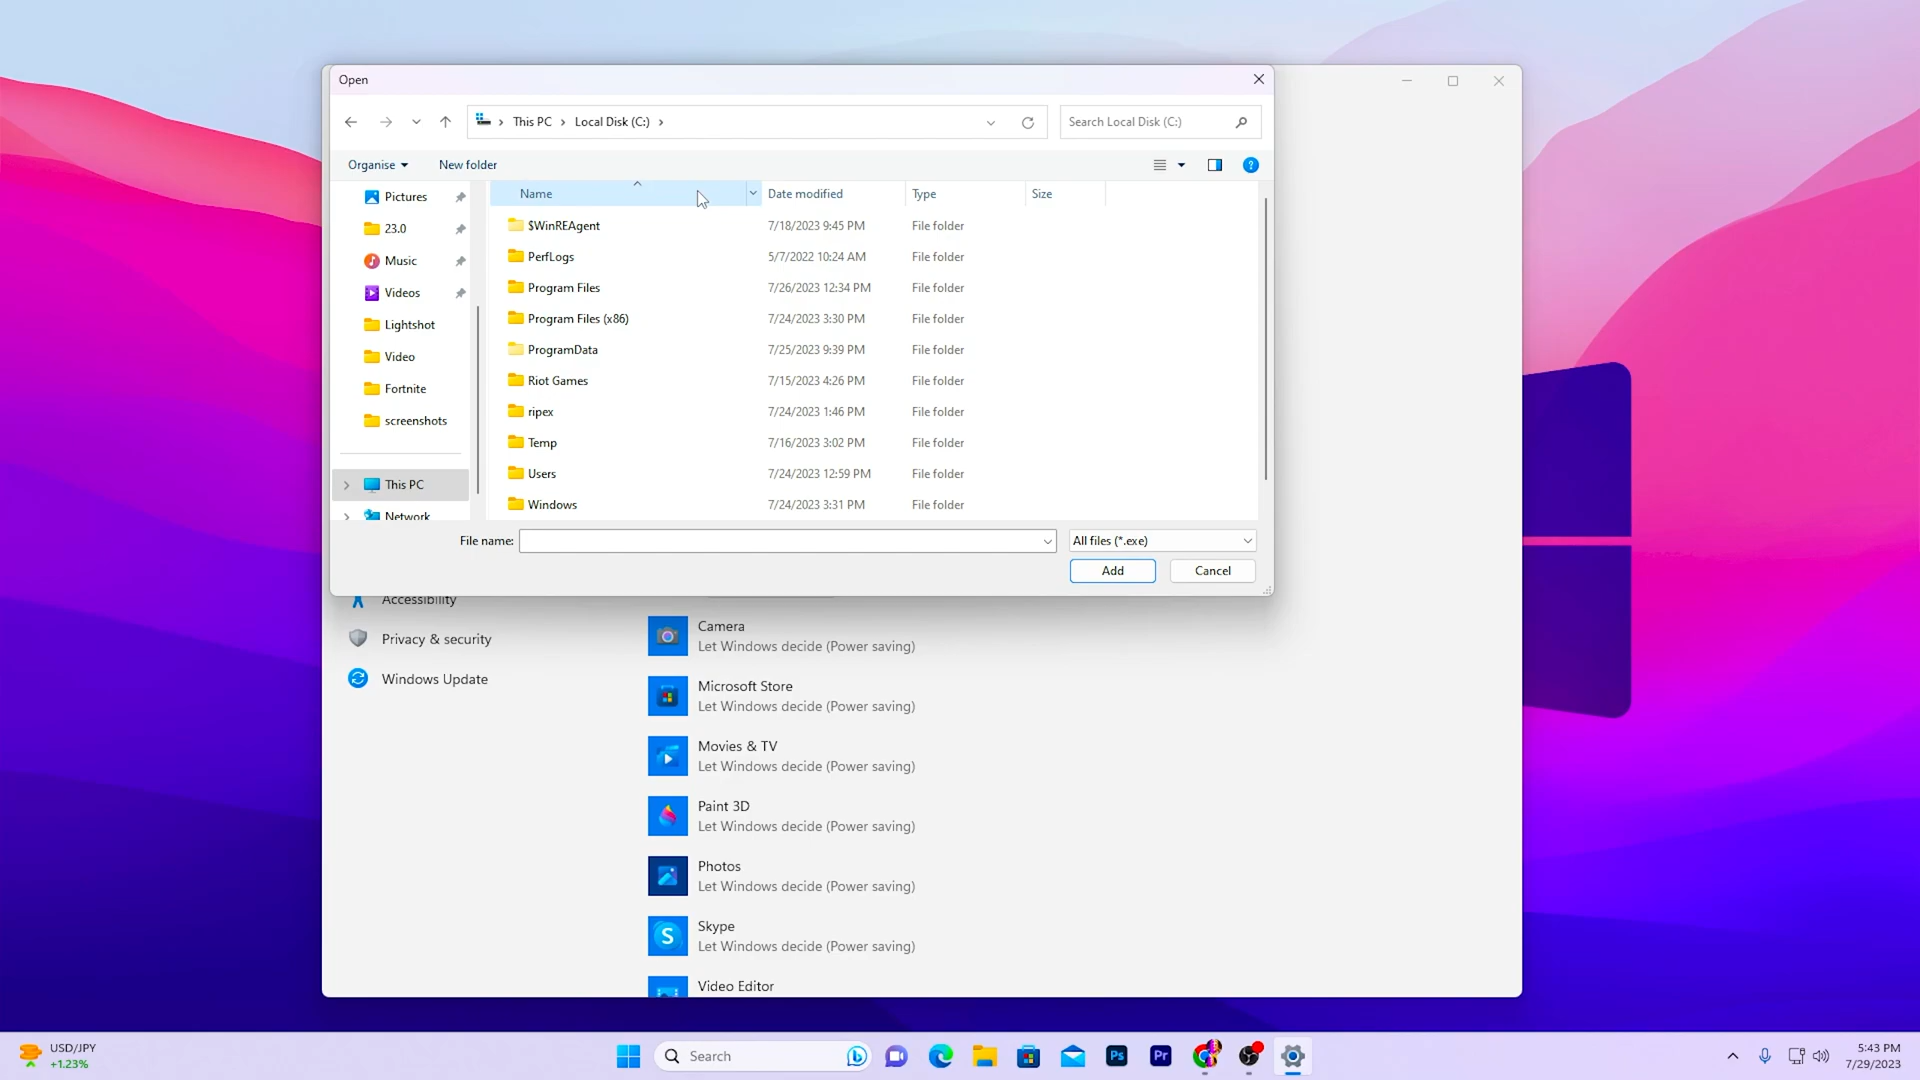 Open
This PC
Local Disk (C:)
Search Local Disk (C:)
Organise
New folder
Name
Date modified
Type
Size
Pictures
23.0
Music
Videos
Lightshot
Video
Fortnite
screenshots
This PC
Network
$WinREAgent 7/18/2023 9:45 PM File folder
PerfLogs 5/7/2022 10:24 AM File folder
Program Files 7/26/2023 12:34 PM File folder
Program Files (x86) 7/24/2023 3:30 PM File folder
ProgramData 7/25/2023 9:39 PM File folder
Riot Games 7/15/2023 4:26 PM File folder
ripex 7/24/2023 1:46 PM File folder
Temp 7/16/2023 3:02 PM File folder
Users 7/24/2023 12:59 PM File folder
Windows 7/24/2023 3:31 PM File folder
File name:
All files (*.exe)
Add
Cancel
Accessibility
Privacy & security
Windows Update
Camera
Let Windows decide (Power saving)
Microsoft Store
Let Windows decide (Power saving)
Movies & TV
Let Windows decide (Power saving)
Paint 3D
Let Windows decide (Power saving)
Photos
Let Windows decide (Power saving)
Skype
Let Windows decide (Power saving)
Video Editor
USD/JPY
+1.23%
Search
Ps
Pr
5:43 PM
7/29/2023